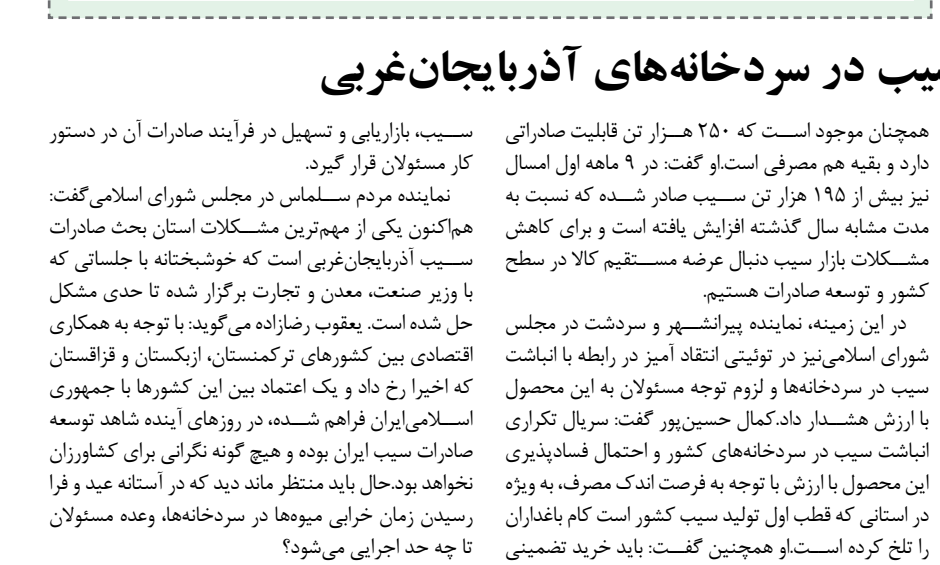 سیب در سردخانه‌های آذربایجان‌غربی
همچنان موجود است که ۲۵۰ هزار تن قابلیت صادراتی
دارد و بقیه هم مصرفی است.او گفت: در ۹ ماهه اول امسال
نیز بیش از ۱۹۵ هزار تن سیب صادر شده که نسبت به
مدت مشابه سال گذشته افزایش یافته است و برای کاهش
مشکلات بازار سیب دنبال عرضه مستقیم کالا در سطح
کشور و توسعه صادرات هستیم.
در این زمینه، نماینده پیرانشهر و سردشت در مجلس
شورای اسلامی‌نیز در توئیتی انتقاد آمیز در رابطه با انباشت
سیب در سردخانه‌ها و لزوم توجه مسئولان به این محصول
با ارزش هشدار داد.کمال حسین‌پور گفت: سریال تکراری
انباشت سیب در سردخانه‌های کشور و احتمال فسادپذیری
این محصول با ارزش با توجه به فرصت اندک مصرف، به ویژه
در استانی که قطب اول تولید سیب کشور است کام باغداران
را تلخ کرده است.او همچنین گفت: باید خرید تضمینی
سیب، بازاریابی و تسهیل در فرآیند صادرات آن در دستور
کار مسئولان قرار گیرد.
نماینده مردم سلماس در مجلس شورای اسلامی‌گفت:
هم‌اکنون یکی از مهم‌ترین مشکلات استان بحث صادرات
سیب آذربایجان‌غربی است که خوشبختانه با جلساتی که
با وزیر صنعت، معدن و تجارت برگزار شده تا حدی مشکل
حل شده است. یعقوب رضازاده می‌گوید: با توجه به همکاری
اقتصادی بین کشورهای ترکمنستان، ازبکستان و قزاقستان
که اخیرا رخ داد و یک اعتماد بین این کشورها با جمهوری
اسلامی‌ایران فراهم شده، در روزهای آینده شاهد توسعه
صادرات سیب ایران بوده و هیچ گونه نگرانی برای کشاورزان
نخواهد بود.حال باید منتظر ماند دید که در آستانه عید و فرا
رسیدن زمان خرابی میوه‌ها در سردخانه‌ها، وعده مسئولان
تا چه حد اجرایی می‌شود؟